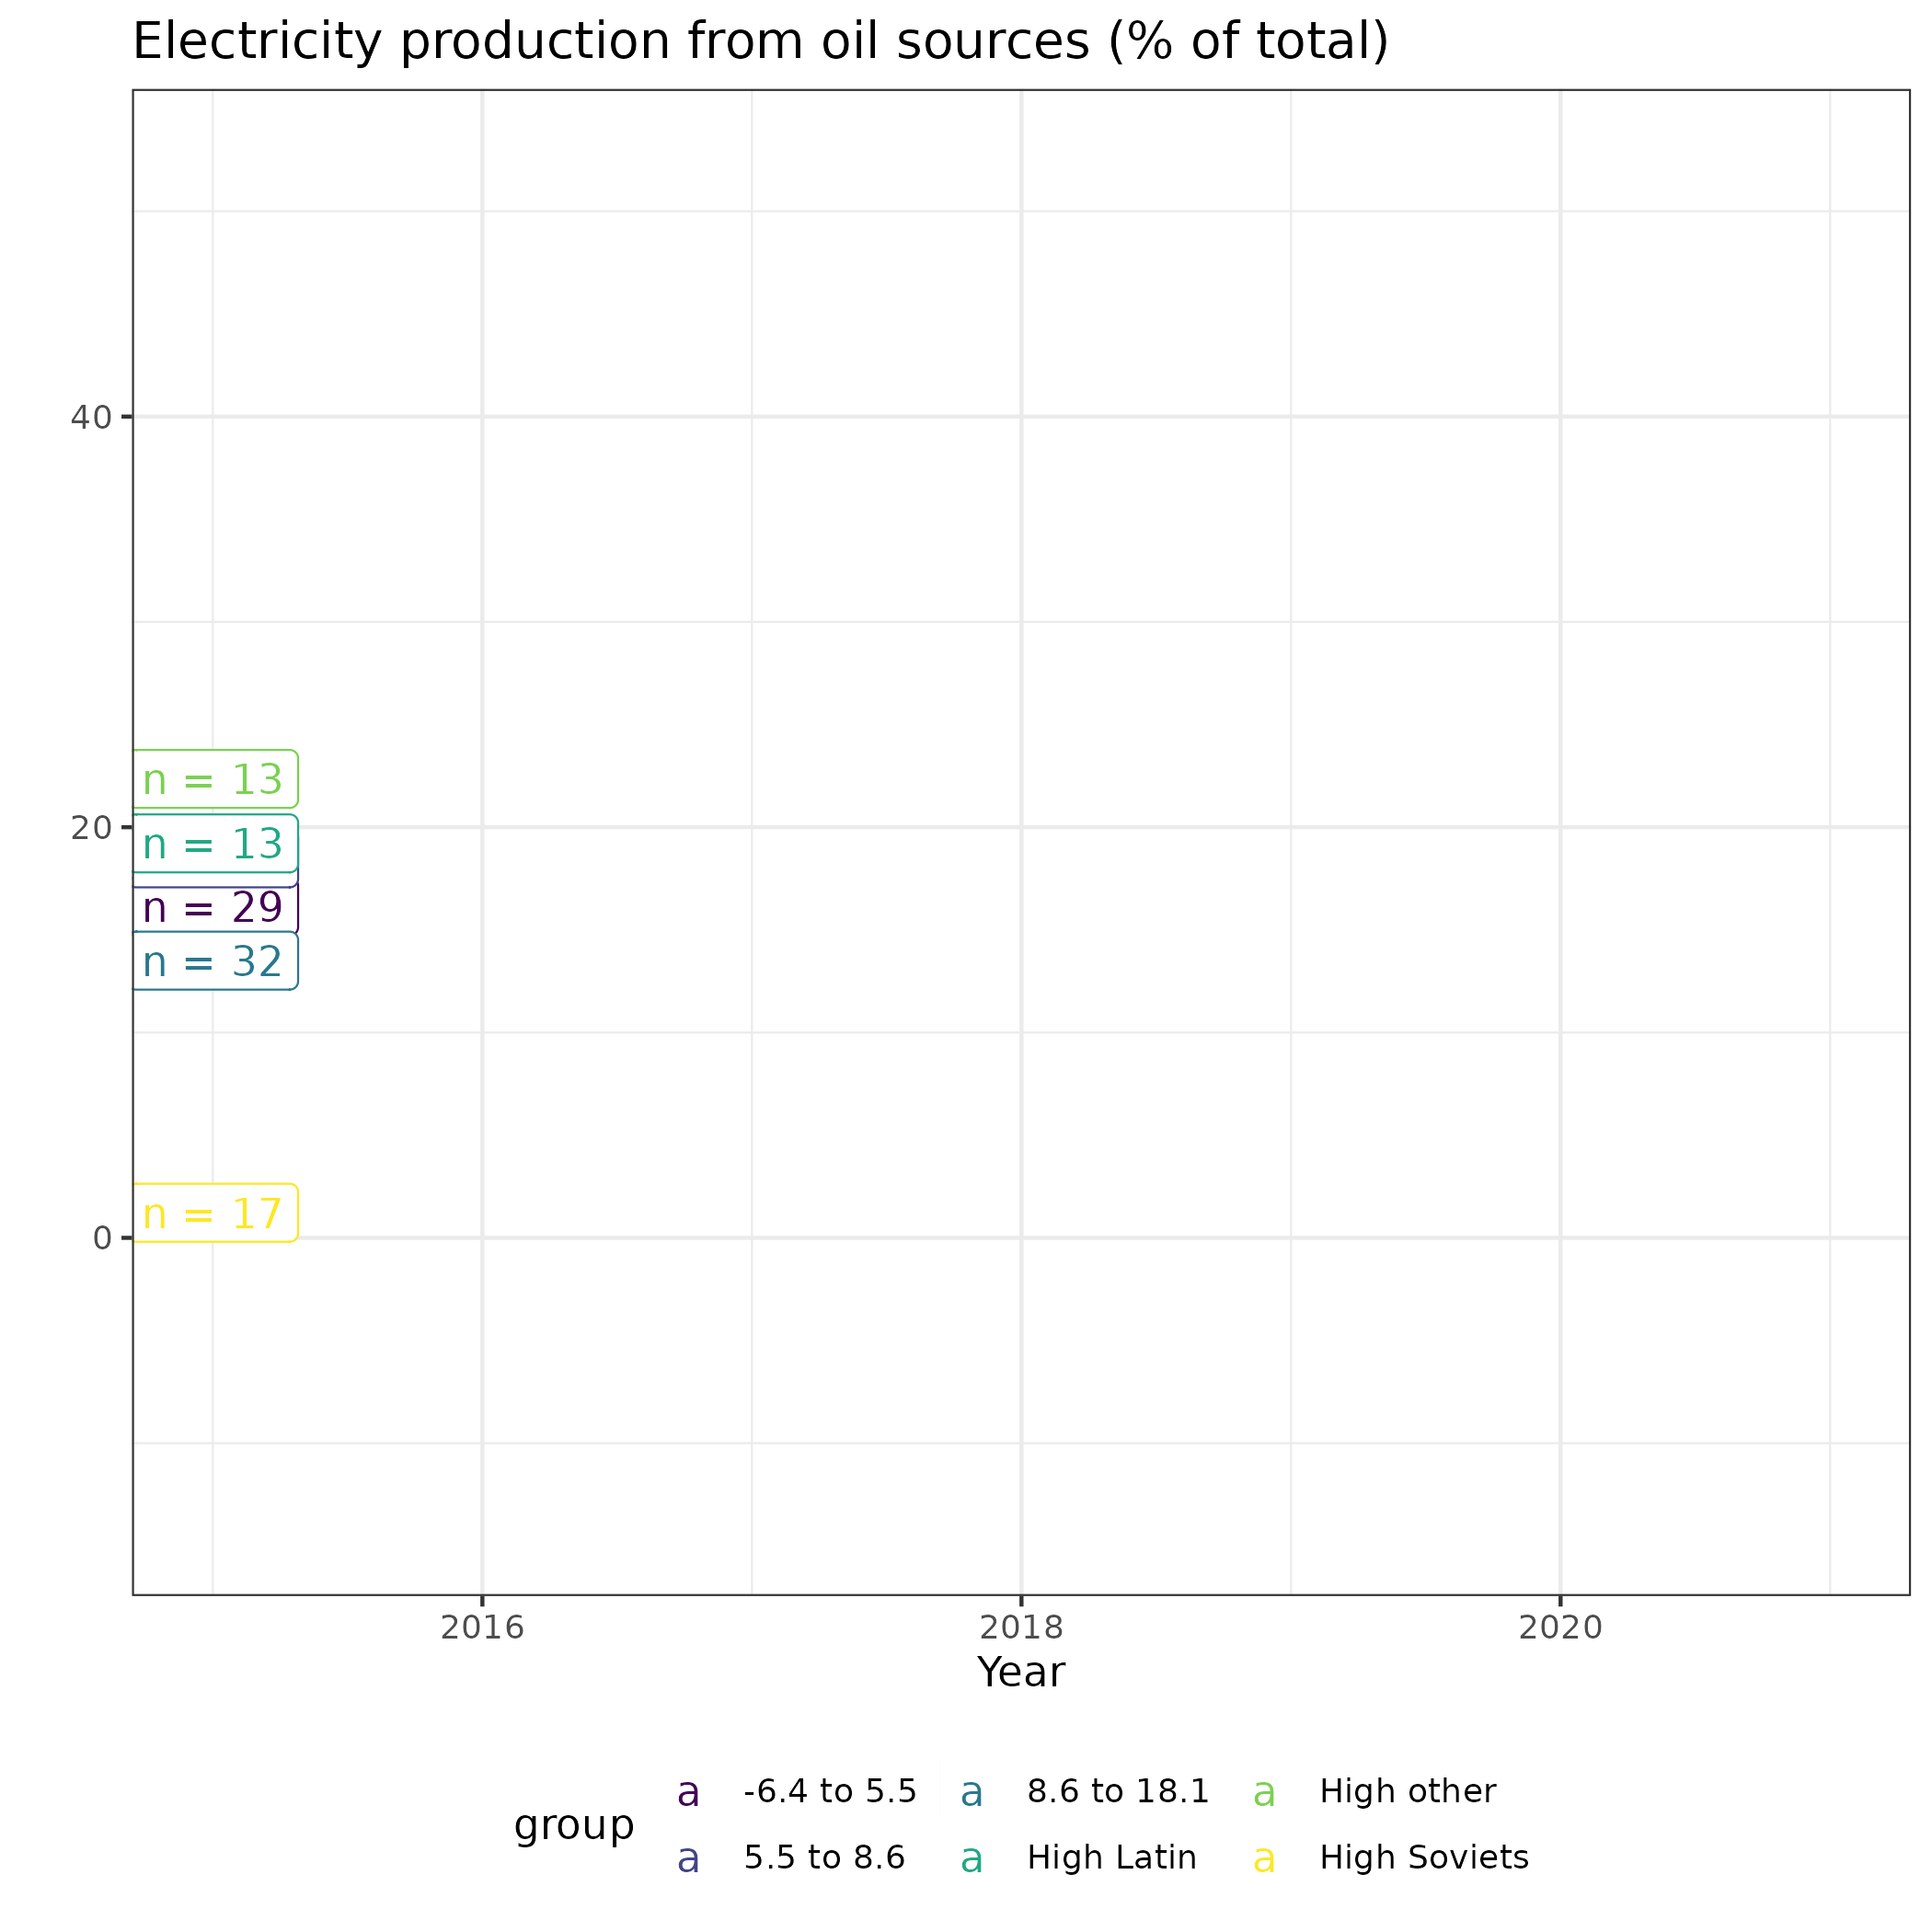 Electricity production from oil sources (% of total)
40
20
0
n = 13
n = 13
n = 29
n = 32
n = 17
2016 2018 2020
Year
group
a -6.4 to 5.5 a 8.6 to 18.1 a High other
a 5.5 to 8.6 a High Latin a High Soviets